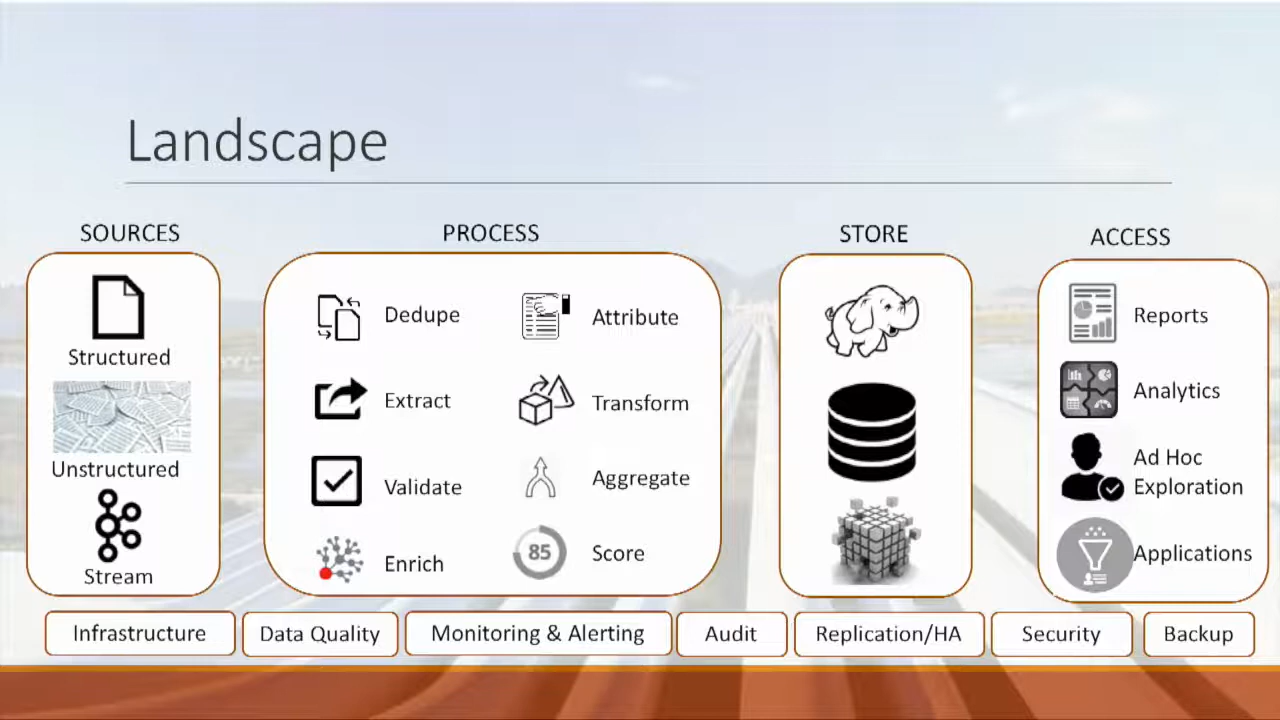 Landscape
SOURCES
Structured
Unstructured
Stream
PROCESS
Dedupe
Attribute
Extract
Transform
Validate
Aggregate
Enrich
85
Score
STORE
ACCESS
Reports
Analytics
Ad Hoc
Exploration
Applications
Infrastructure
Data Quality
Monitoring & Alerting
Audit
Replication/HA
Security
Backup